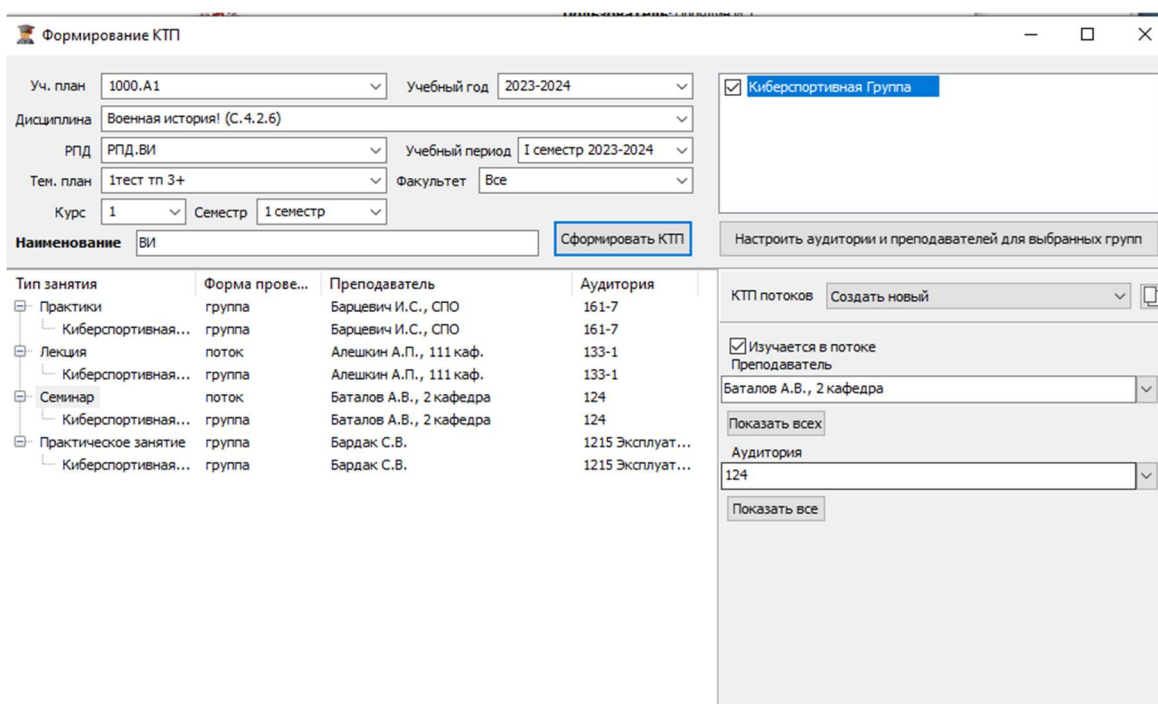 Формирование КТП
Уч. план 1000.А1 Учебный год 2023-2024
Дисциплина Военная история! (С.4.2.6)
РПД РПД.ВИ Учебный период I семестр 2023-2024
Тем. план 1тест тп 3+ Факультет Все
Курс 1 Семестр 1 семестр
Наименование ВИ Сформировать КТП
Киберспортивная Группа
Настроить аудитории и преподавателей для выбранных групп
Тип занятия Форма прове... Преподаватель Аудитория
Практики группа Барцевич И.С., СПО 161-7
Киберспортивная... группа Барцевич И.С., СПО 161-7
Лекция поток Алешкин А.П., 111 каф. 133-1
Киберспортивная... группа Алешкин А.П., 111 каф. 133-1
Семинар поток Баталов А.В., 2 кафедра 124
Киберспортивная... группа Баталов А.В., 2 кафедра 124
Практическое занятие группа Бардак С.В. 1215 Эксплуат...
Киберспортивная... группа Бардак С.В. 1215 Эксплуат...
КТП потоков Создать новый
Изучается в потоке
Преподаватель
Баталов А.В., 2 кафедра
Показать всех
Аудитория
124
Показать все